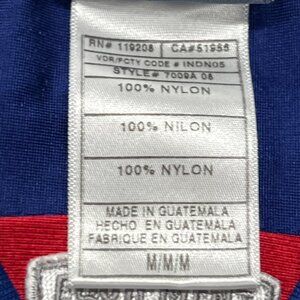 RN# 119208 CA#51956
VDR/FCTY CODE # INDN05
STYLE# 7009A 08
100% NYLON
100% NILON
100% NYLON
MADE IN GUATEMALA
HECHO EN GUATEMALA
FABRIQUE EN GUATEMALA
M/M/M